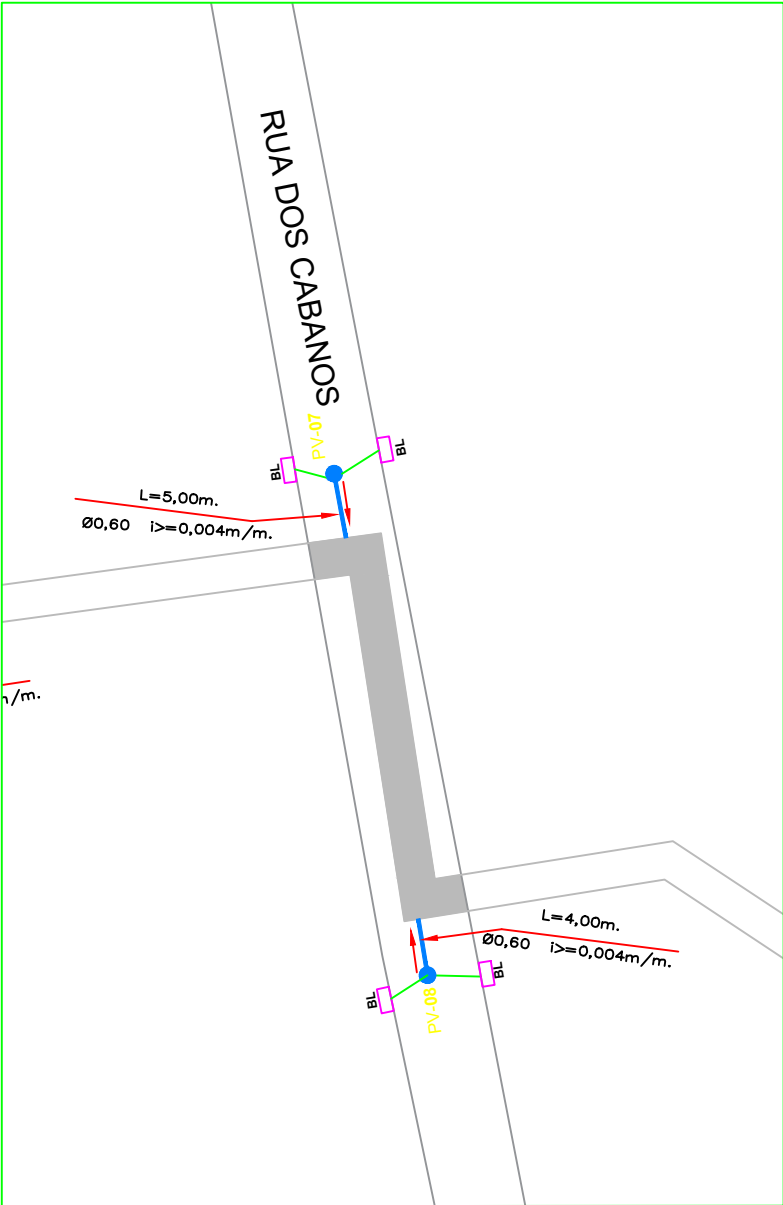 RUA DOS CABANOS
PV-07
BL
BL
L=5,00m.
Ø0,60 i>=0,004m/m.
/m.
L=4,00m.
Ø0,60 i>=0,004m/m.
BL
BL
PV-08